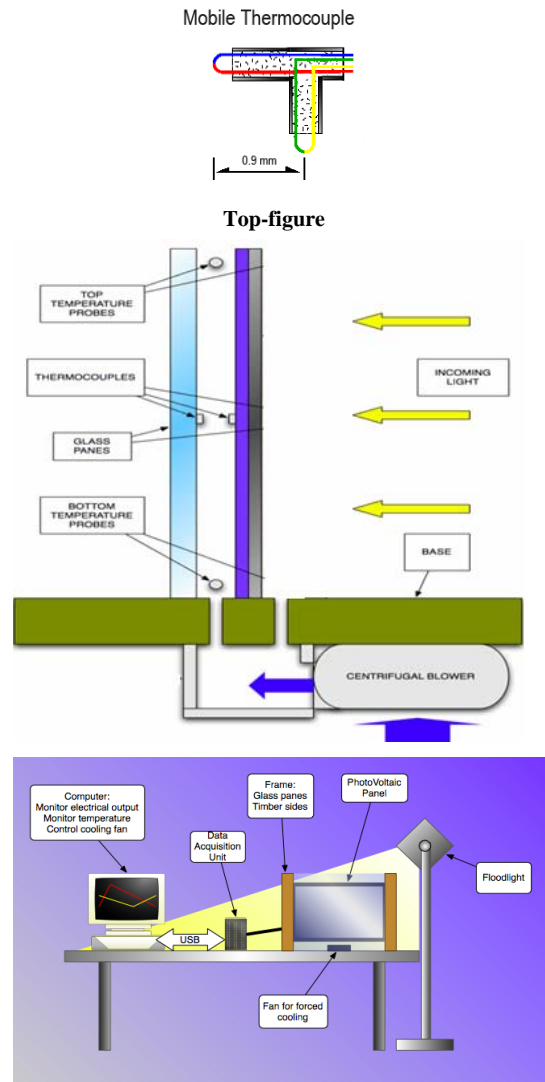 Mobile Thermocouple
0.9 mm
Top-figure
TOP
TEMPERATURE
PROBES
THERMOCOUPLES
GLASS
PANES
BOTTOM
TEMPERATURE
PROBES
INCOMING
LIGHT
BASE
CENTRIFUGAL BLOWER
Computer:
Monitor electrical output
Monitor temperature
Control cooling fan
Data
Acquisition
Unit
Frame:
Glass panes
Timber sides
PhotoVoltaic
Panel
Floodlight
USB
Fan for forced
cooling